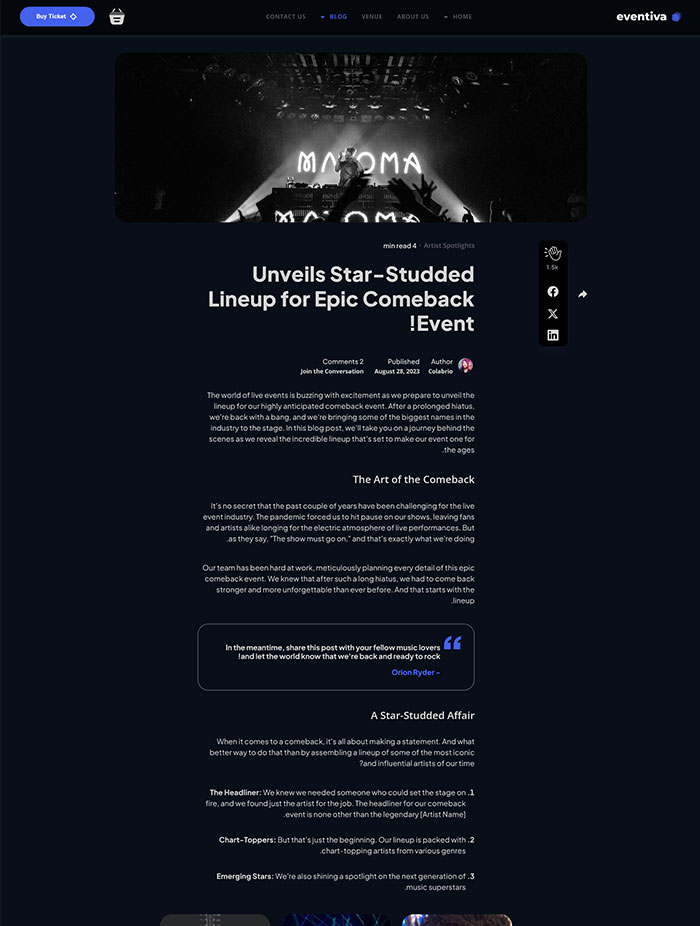 Buy Ticket
CONTACT US
BLOG
VENUE
ABOUT US
HOME
eventiva
MATOMA
MATOMA
min read 4 · Artist Spotlights
Unveils Star-Studded
Lineup for Epic Comeback
!Event
1.5k
Comments 2
Join the Conversation
Published
August 28, 2023
Author
Colabrio
The world of live events is buzzing with excitement as we prepare to unveil the
lineup for our highly anticipated comeback event. After a prolonged hiatus,
we're back with a bang, and we're bringing some of the biggest names in the
industry to the stage. In this blog post, we'll take you on a journey behind the
scenes as we reveal the incredible lineup that's set to make our event one for
.the ages
The Art of the Comeback
It's no secret that the past couple of years have been challenging for the live
event industry. The pandemic forced us to hit pause on our shows, leaving fans
and artists alike longing for the electric atmosphere of live performances. But
.as they say, "The show must go on," and that's exactly what we're doing
Our team has been hard at work, meticulously planning every detail of this epic
comeback event. We knew that after such a long hiatus, we had to come back
stronger and more unforgettable than ever before. And that starts with the
.lineup
In the meantime, share this post with your fellow music lovers
!and let the world know that we're back and ready to rock
Orion Ryder -
A Star-Studded Affair
When it comes to a comeback, it's all about making a statement. And what
better way to do that than by assembling a lineup of some of the most iconic
?and influential artists of our time
The Headliner: We knew we needed someone who could set the stage on .1
fire, and we found just the artist for the job. The headliner for our comeback
.event is none other than the legendary [Artist Name]
Chart-Toppers: But that's just the beginning. Our lineup is packed with .2
.chart-topping artists from various genres
Emerging Stars: We're also shining a spotlight on the next generation of .3
.music superstars